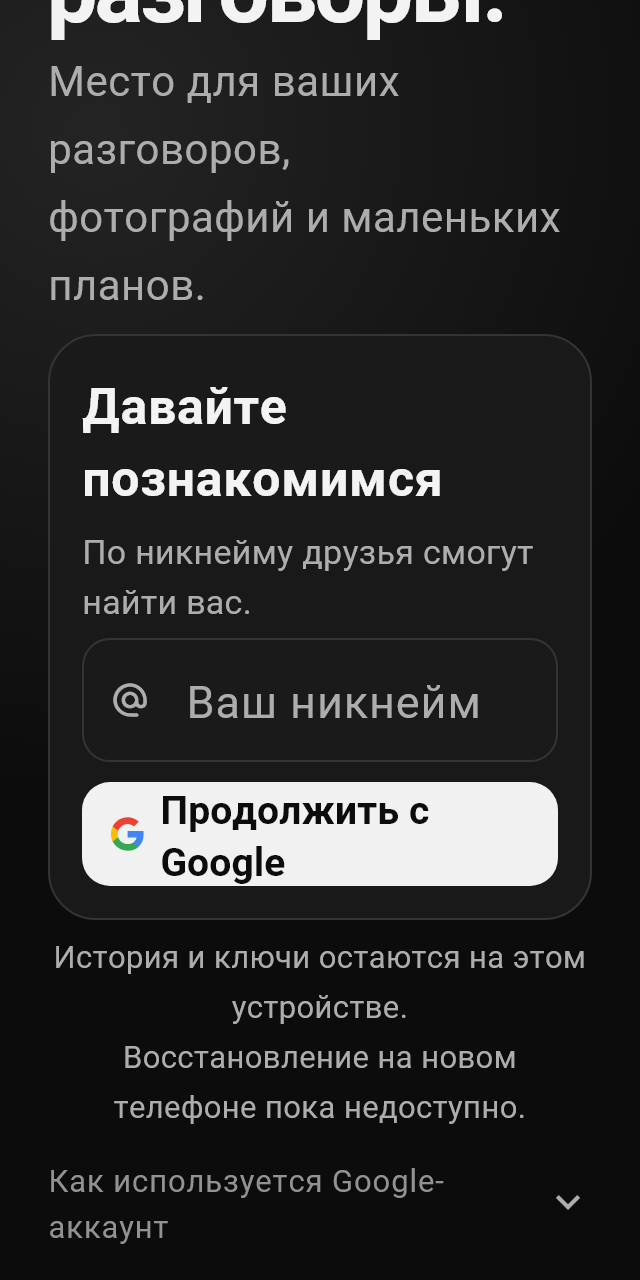 разговоры.
Место для ваших
разговоров,
фотографий и маленьких
планов.
Давайте
познакомимся
По никнейму друзья смогут
найти вас.
@ Ваш никнейм
Продолжить с
Google
История и ключи остаются на этом
устройстве.
Восстановление на новом
телефоне пока недоступно.
Как используется Google-
аккаунт